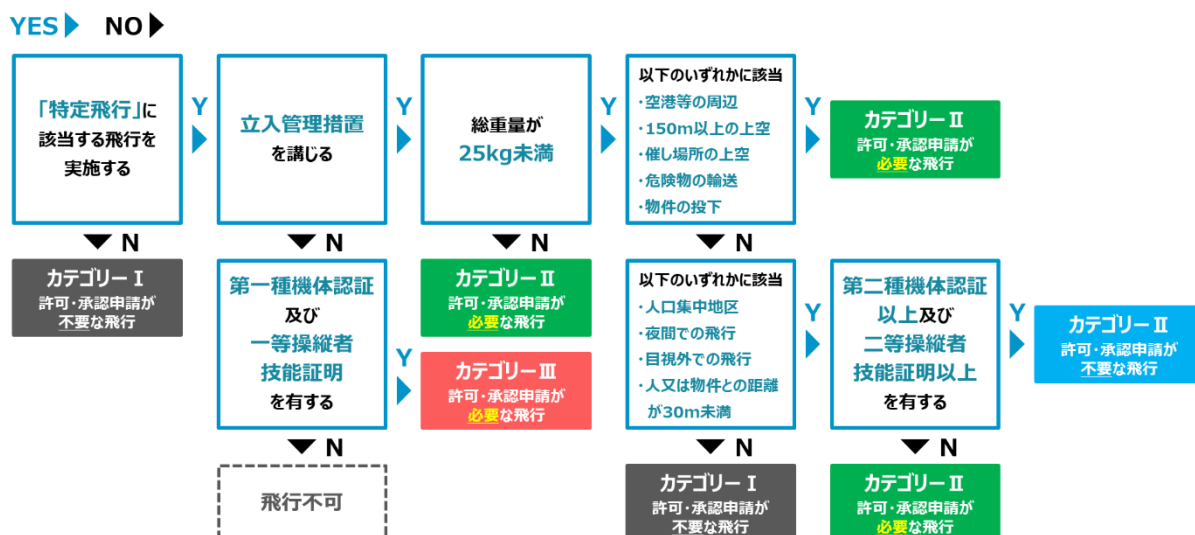 YES NO
「特定飛行」に
該当する飛行を
実施する
Y
立入管理措置
を講じる
Y
総重量が
25kg未満
Y
以下のいずれかに該当
・空港等の周辺
・150m以上の上空
・催し場所の上空
・危険物の輸送
・物件の投下
Y
カテゴリーⅡ
許可・承認申請が
必要な飛行
N
N
N
N
カテゴリーⅠ
許可・承認申請が
不要な飛行
第一種機体認証
及び
一等操縦者
技能証明
を有する
Y
カテゴリーⅡ
許可・承認申請が
必要な飛行
カテゴリーⅢ
許可・承認申請が
必要な飛行
以下のいずれかに該当
・人口集中地区
・夜間での飛行
・目視外での飛行
・人又は物件との距離
が30m未満
Y
第二種機体認証
以上及び
二等操縦者
技能証明以上
を有する
Y
カテゴリーⅡ
許可・承認申請が
不要な飛行
N
N
N
飛行不可
カテゴリーⅠ
許可・承認申請が
不要な飛行
カテゴリーⅡ
許可・承認申請が
必要な飛行